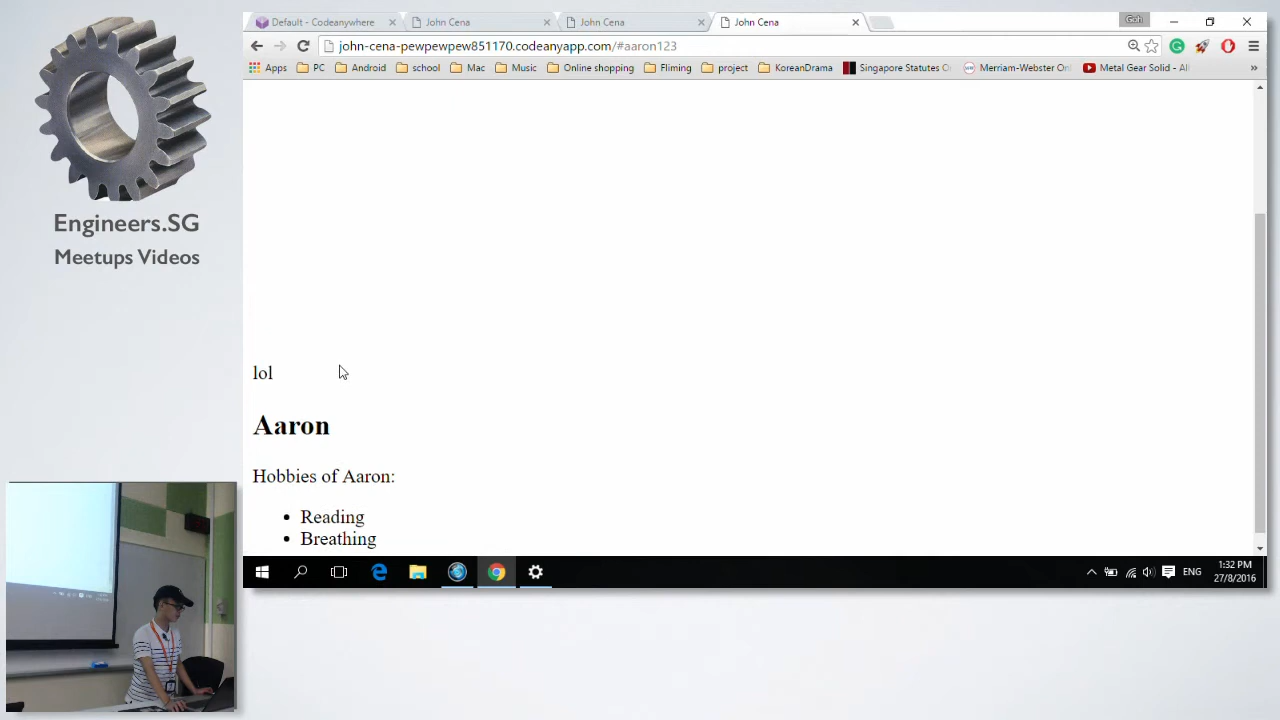 Engineers.SG
Meetups Videos
Default - Codeanywhere
John Cena
John Cena
John Cena
Goh
john-cena-pewpewpew851170.codeanyapp.com/#aaron123
Apps PC Android school Mac Music Online shopping Fliming project KoreanDrama Singapore Statutes Merriam-Webster Metal Gear Solid - Al
lol
Aaron
Hobbies of Aaron:
• Reading
• Breathing
ENG
1:32 PM
27/8/2016